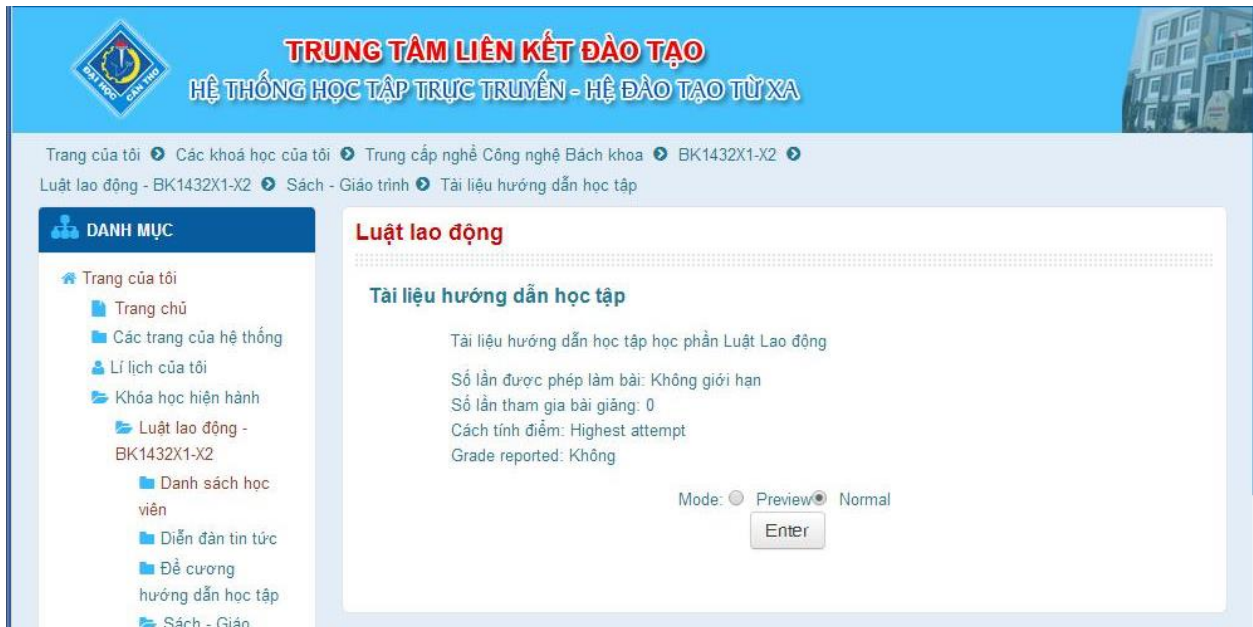 TRUNG TÂM LIÊN KẾT ĐÀO TẠO
HỆ THỐNG HỌC TẬP TRỰC TRUYẾN - HỆ ĐÀO TẠO TỪ XA
ĐẠI HỌC CẦN THƠ
Trang của tôi Các khoá học của tôi Trung cấp nghề Công nghệ Bách khoa BK1432X1-X2
Luật lao động - BK1432X1-X2 Sách - Giáo trình Tài liệu hướng dẫn học tập
DANH MỤC
Trang của tôi
Trang chủ
Các trang của hệ thống
Lí lịch của tôi
Khóa học hiện hành
Luật lao động -
BK1432X1-X2
Danh sách học
viên
Diễn đàn tin tức
Đề cương
hướng dẫn học tập
Sách - Giáo
Luật lao động
Tài liệu hướng dẫn học tập
Tài liệu hướng dẫn học tập học phần Luật Lao động
Số lần được phép làm bài: Không giới hạn
Số lần tham gia bài giảng: 0
Cách tính điểm: Highest attempt
Grade reported: Không
Mode: Preview Normal
Enter